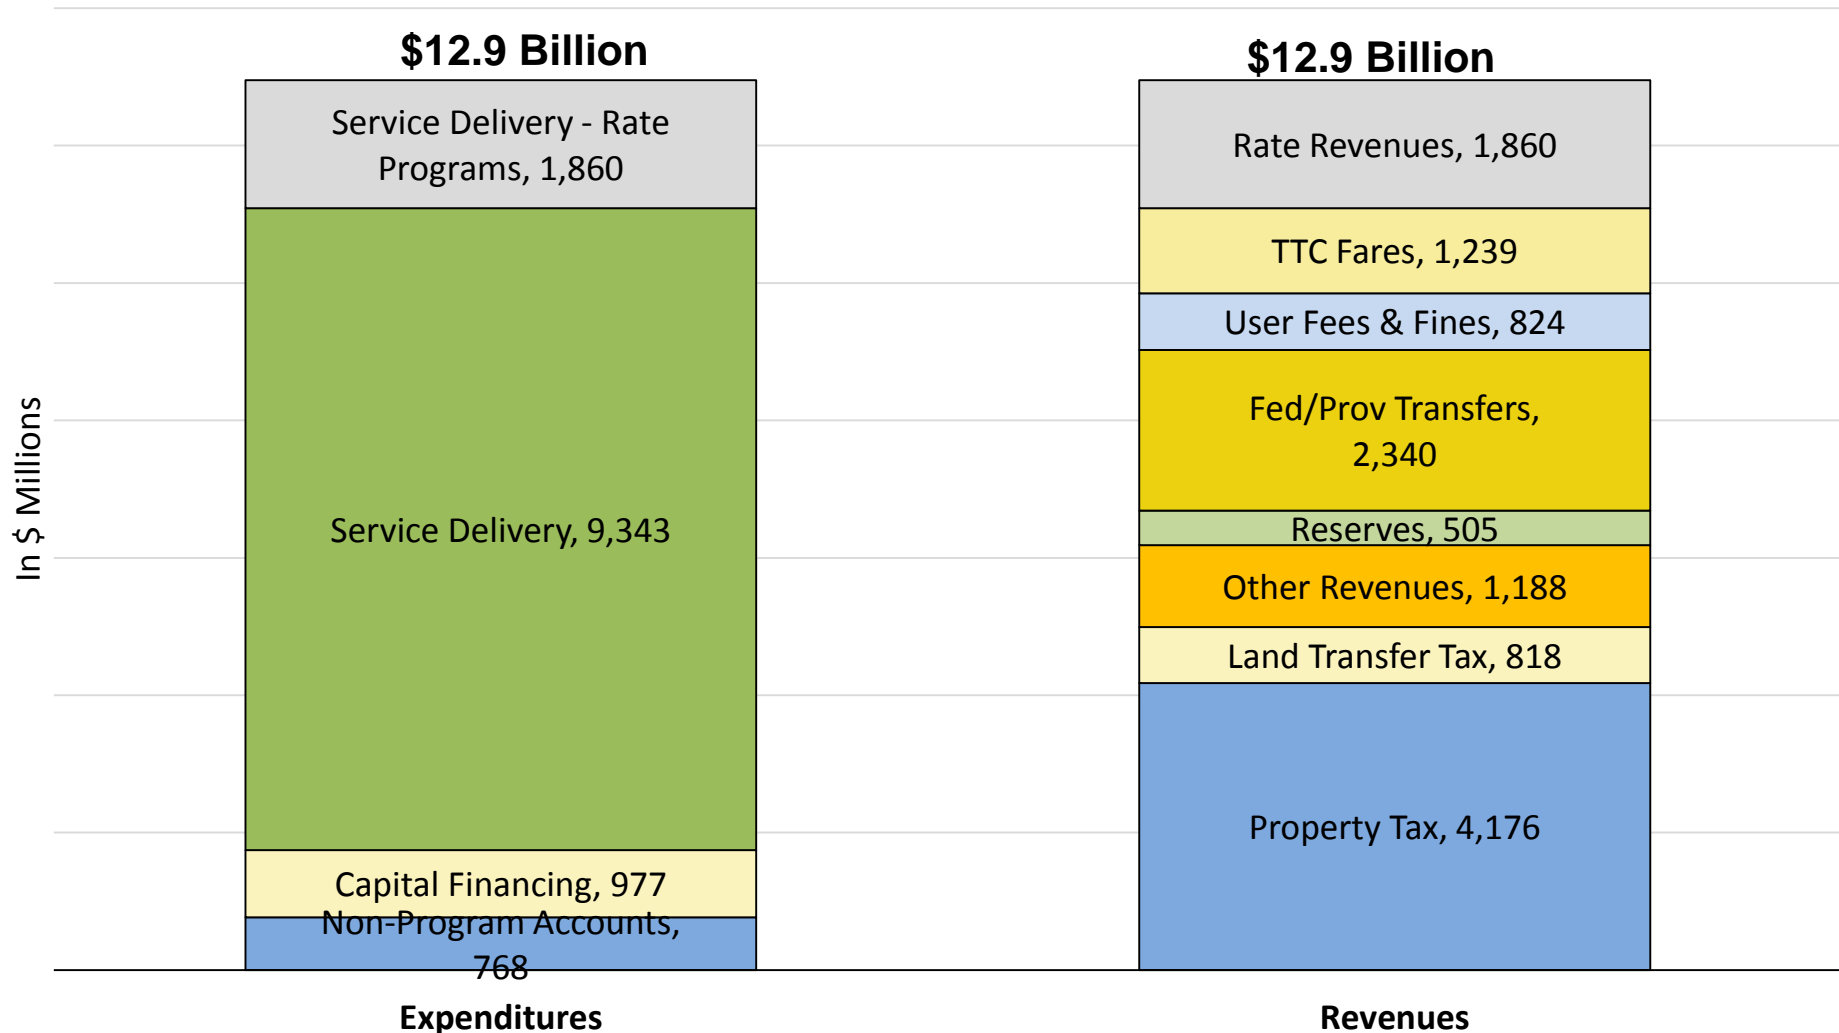 In $ Millions
$12.9 Billion
Service Delivery - Rate
Programs, 1,860
Service Delivery, 9,343
Capital Financing, 977
Non-Program Accounts,
768
Expenditures
$12.9 Billion
Rate Revenues, 1,860
TTC Fares, 1,239
User Fees & Fines, 824
Fed/Prov Transfers,
2,340
Reserves, 505
Other Revenues, 1,188
Land Transfer Tax, 818
Property Tax, 4,176
Revenues